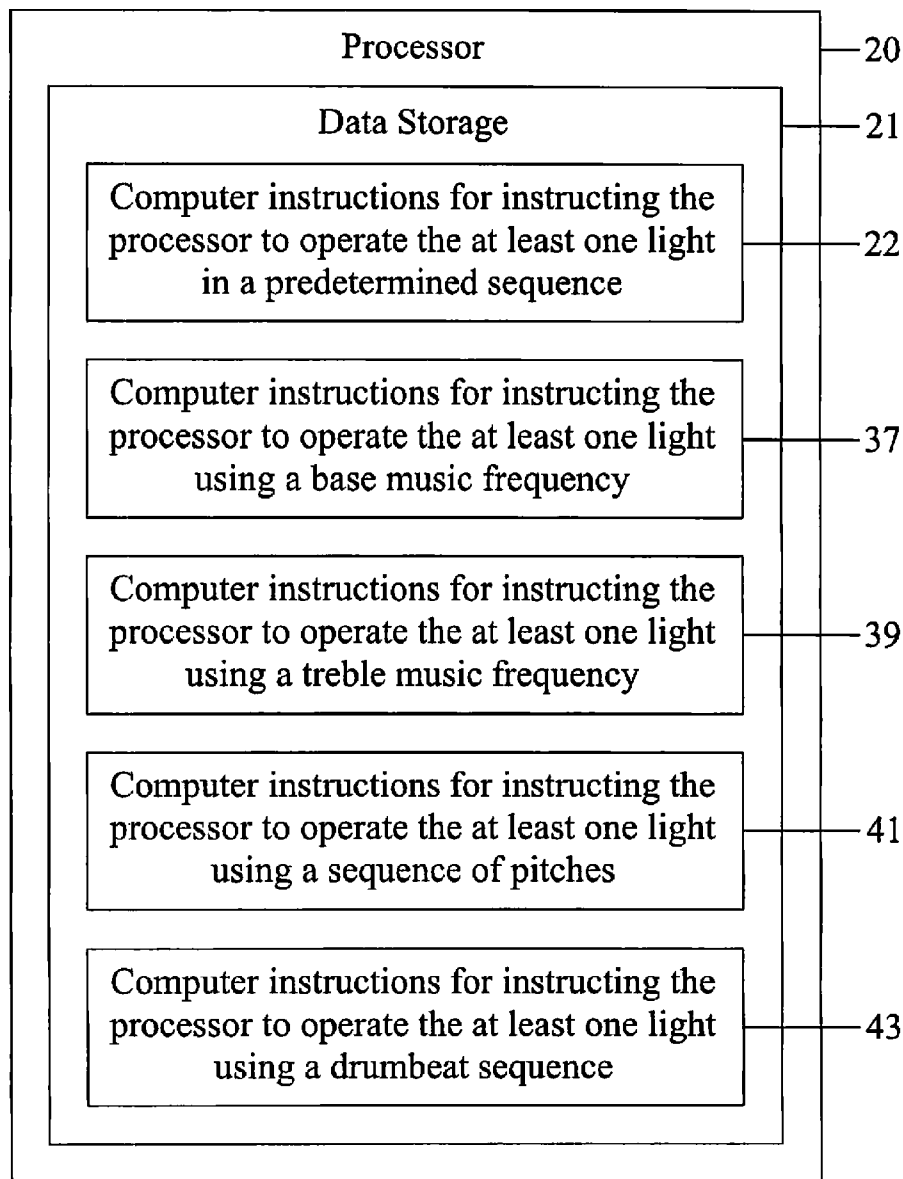 Processor
20
Data Storage
21
Computer instructions for instructing the
processor to operate the at least one light
in a predetermined sequence
22
Computer instructions for instructing the
processor to operate the at least one light
using a base music frequency
37
Computer instructions for instructing the
processor to operate the at least one light
using a treble music frequency
39
Computer instructions for instructing the
processor to operate the at least one light
using a sequence of pitches
41
Computer instructions for instructing the
processor to operate the at least one light
using a drumbeat sequence
43